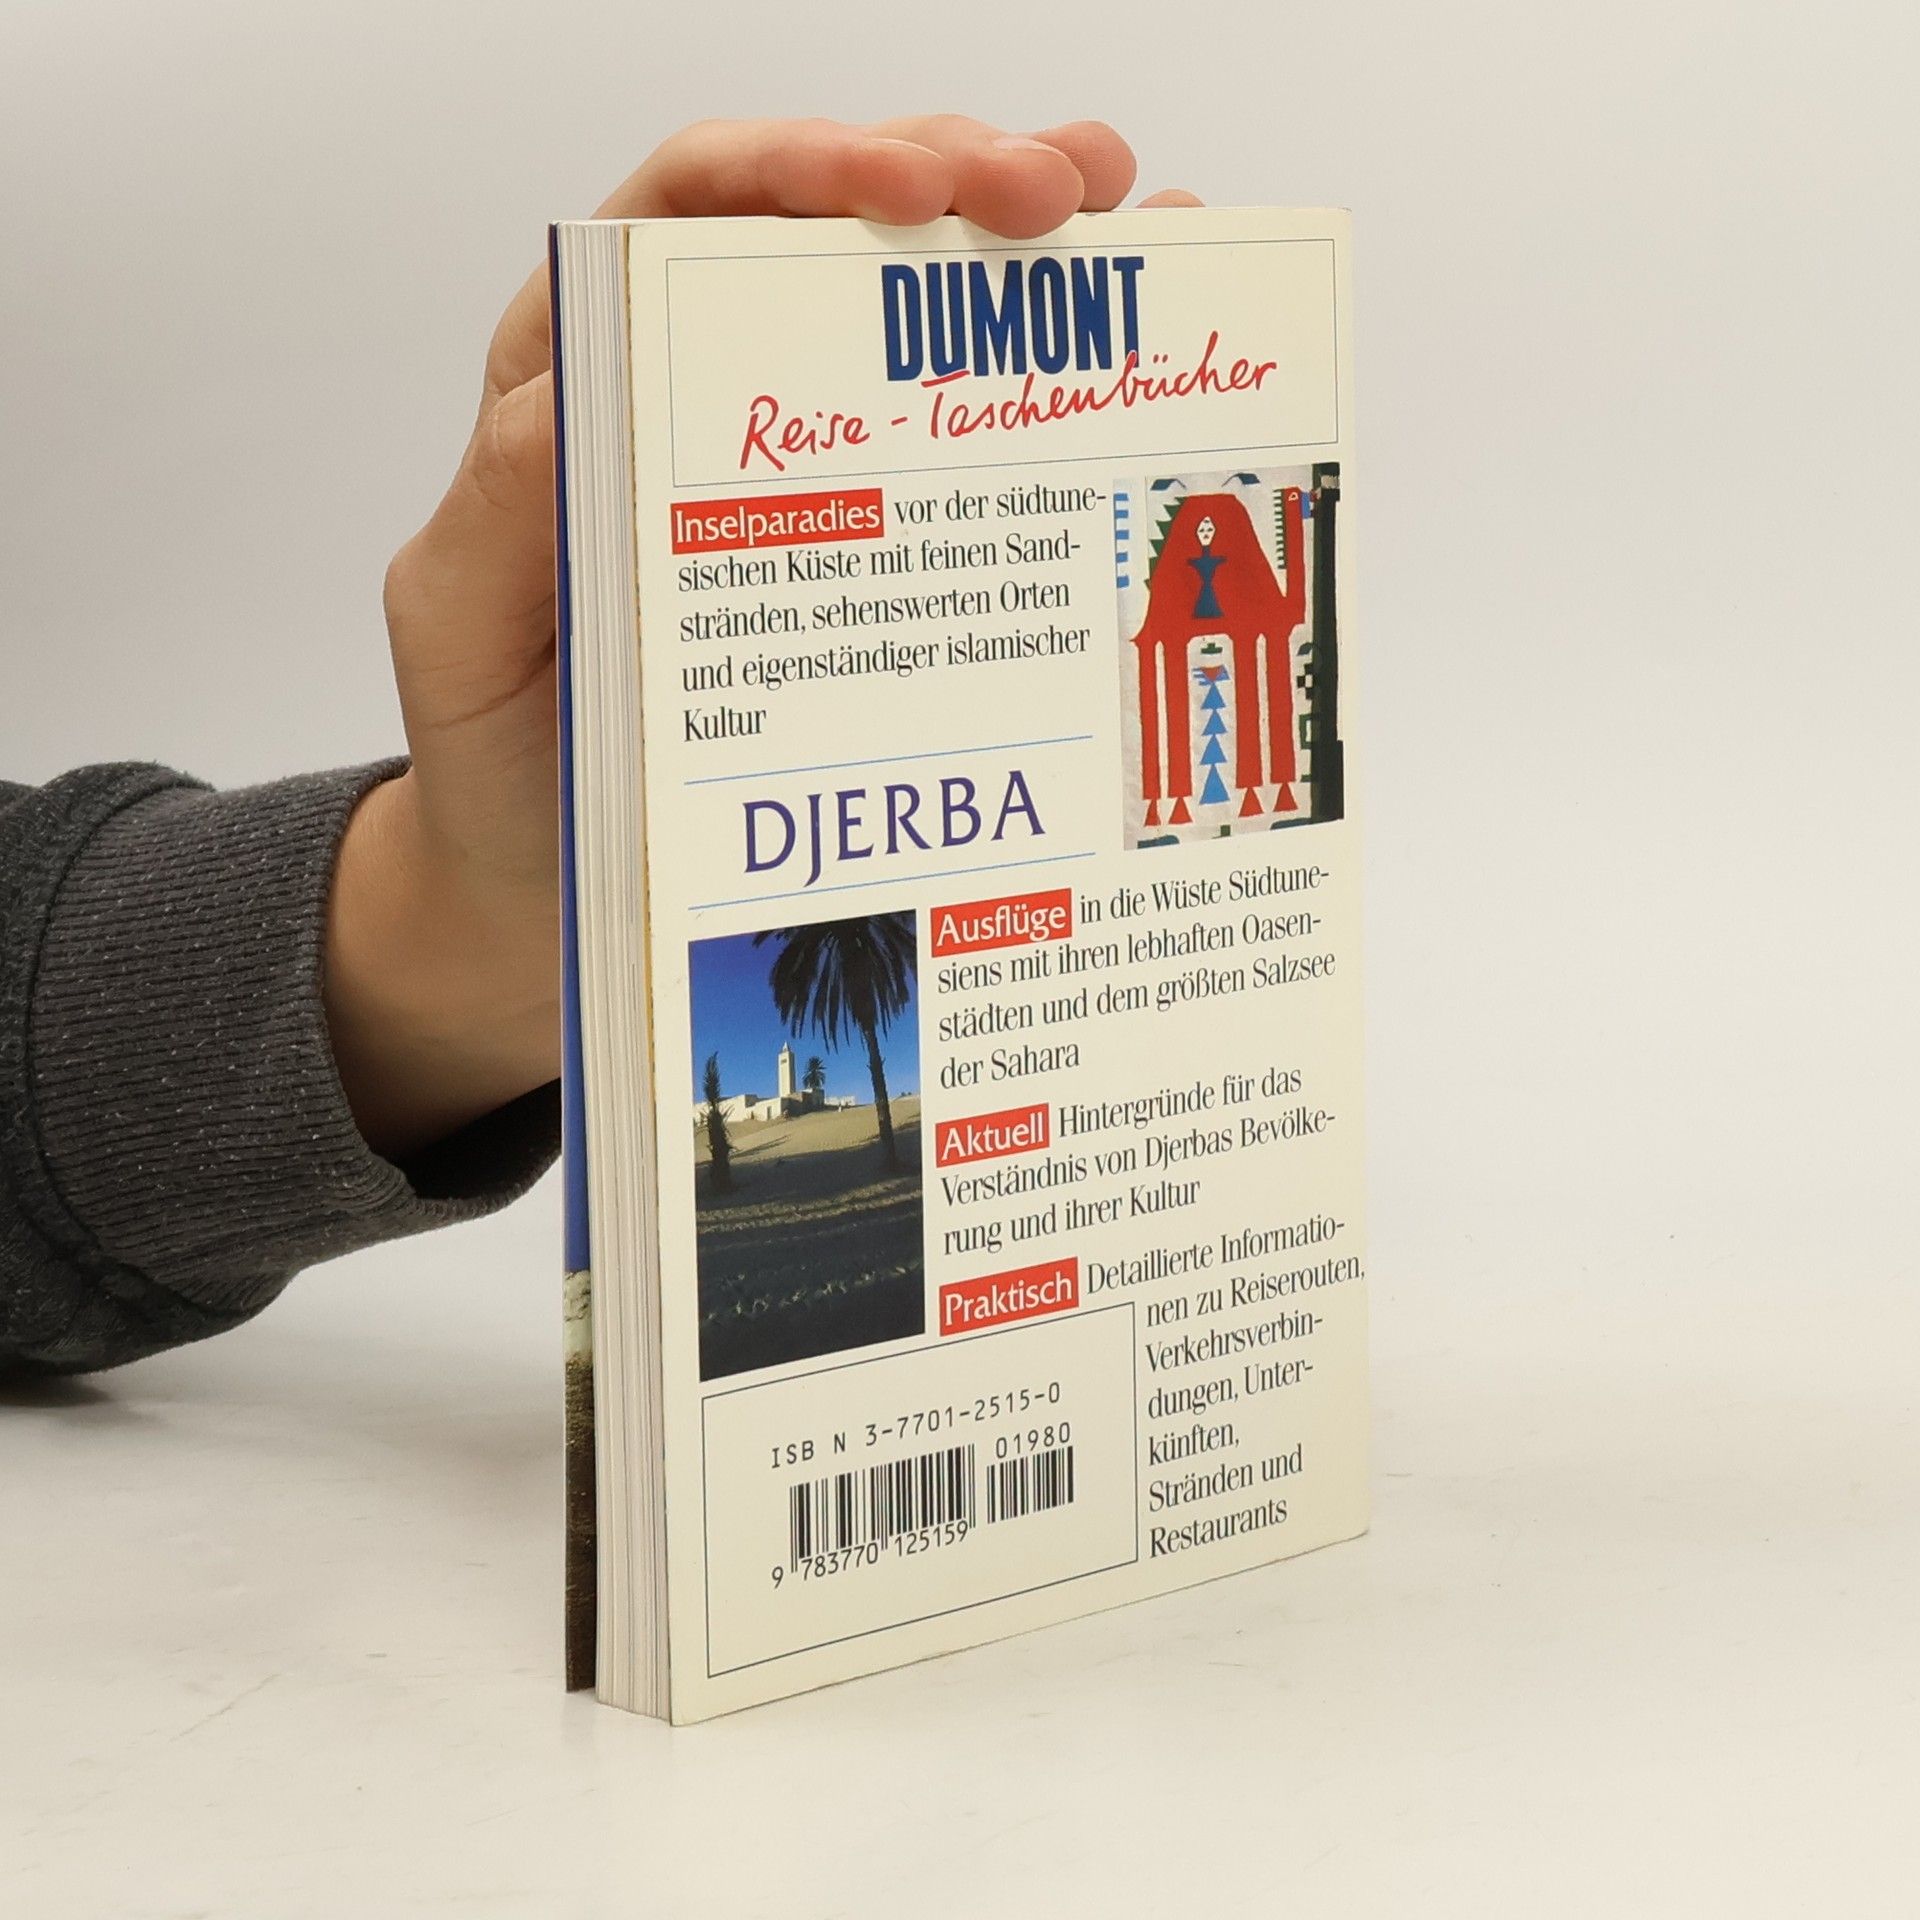 DUMONT
Reise-Taschenbücher
Inselparadies vor der südtune-
sischen Küste mit feinen Sand-
stränden, sehenswerten Orten
und eigenständiger islamischer
Kultur
DJERBA
Ausflüge in die Wüste Südtune-
siens mit ihren lebhaften Oasen-
städten und dem größten Salzsee
der Sahara
Aktuell Hintergründe für das
Verständnis von Djerbas Bevölke-
rung und ihrer Kultur
Praktisch Detaillierte Informatio-
nen zu Reiserouten,
Verkehrsverbin-
dungen, Unter-
künften,
Stränden und
Restaurants
ISBN 3-7701-2515-0
01980
9 783770 125159